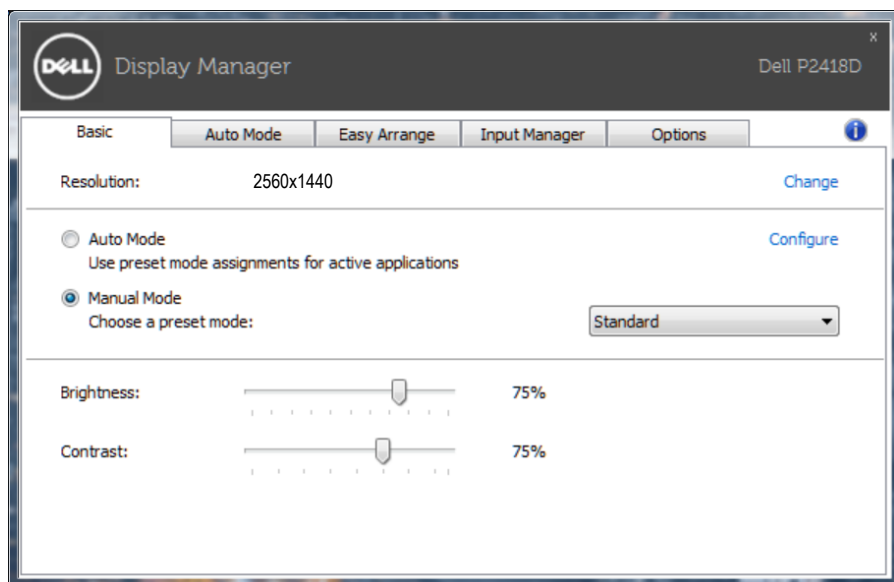 x
DELL Display Manager Dell P2418D
Basic Auto Mode Easy Arrange Input Manager Options i
Resolution: 2560x1440 Change
Auto Mode Configure
Use preset mode assignments for active applications
Manual Mode
Choose a preset mode: Standard
Brightness: 75%
Contrast: 75%